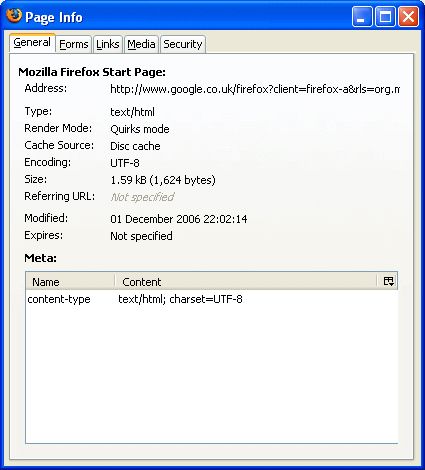 Page Info
General Forms Links Media Security
Mozilla Firefox Start Page:
Address: http://www.google.co.uk/firefox?client=firefox-a&rls=org.m
Type: text/html
Render Mode: Quirks mode
Cache Source: Disc cache
Encoding: UTF-8
Size: 1.59 kB (1,624 bytes)
Referring URL: Not specified
Modified: 01 December 2006 22:02:14
Expires: Not specified
Meta:
Name Content
content-type text/html; charset=UTF-8